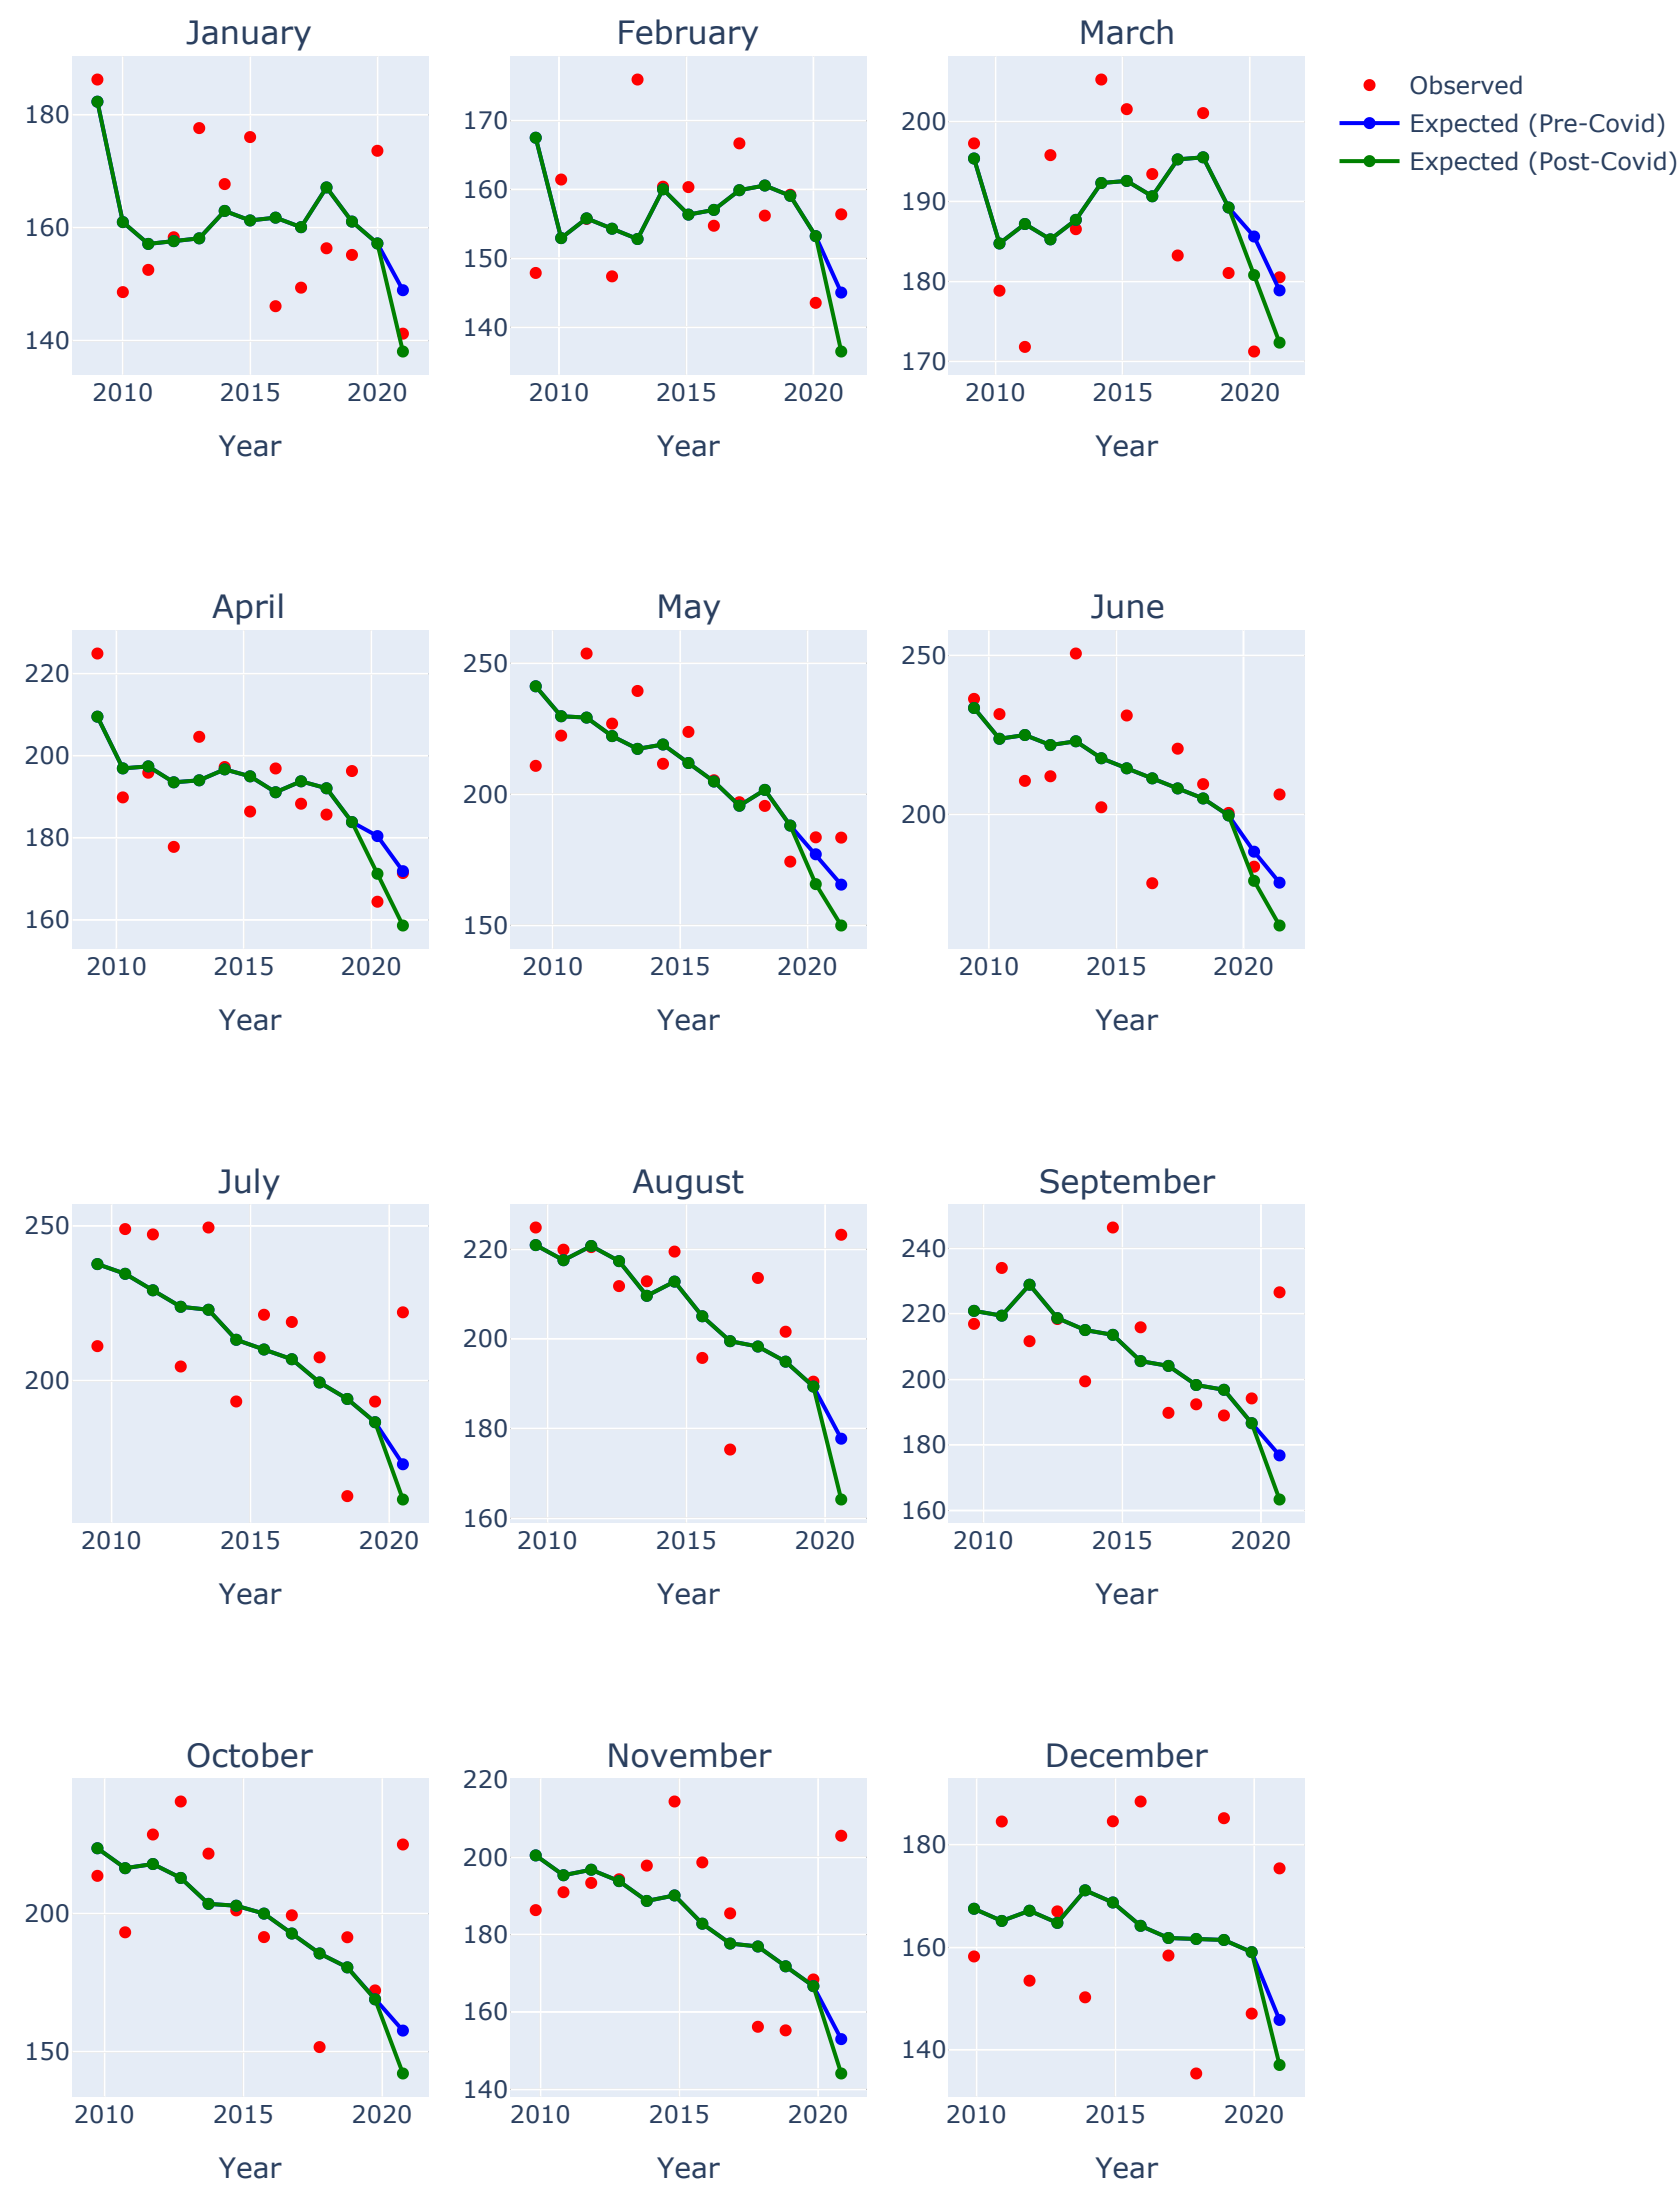 January
February
March
Observed
Expected (Pre-Covid)
Expected (Post-Covid)
180
160
140
170
160
150
140
200
190
180
170
2010 2015 2020
2010 2015 2020
2010 2015 2020
Year
Year
Year
April
May
June
220
200
180
160
250
200
150
250
200
2010 2015 2020
2010 2015 2020
2010 2015 2020
Year
Year
Year
July
August
September
250
200
220
200
180
160
240
220
200
180
160
2010 2015 2020
2010 2015 2020
2010 2015 2020
Year
Year
Year
October
November
December
200
150
220
200
180
160
140
180
160
140
2010 2015 2020
2010 2015 2020
2010 2015 2020
Year
Year
Year